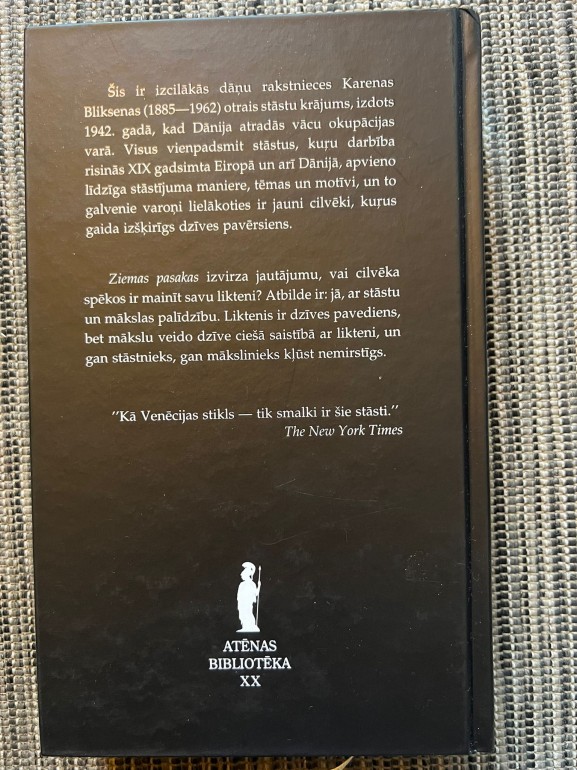 Šis ir izcilākās dāņu rakstnieces Karenas
Bliksenas (1885—1962) otrais stāstu krājums, izdots
1942. gadā, kad Dānija atradās vācu okupācijas
varā. Visus vienpadsmit stāstus, kuŗu darbība
risinās XIX gadsimta Eiropā un arī Dānijā, apvieno
līdzīga stāstījuma maniere, tēmas un motīvi, un to
galvenie varoņi lielākoties ir jauni cilvēki, kuŗus
gaida izšķirīgs dzīves pavērsiens.
Ziemas pasakas izvirza jautājumu, vai cilvēka
spēkos ir mainīt savu likteni? Atbilde ir: jā, ar stāstu
un mākslas palīdzību. Liktenis ir dzīves pavediens,
bet mākslu veido dzīve ciešā saistībā ar likteni, un
gan stāstnieks, gan mākslinieks kļūst nemirstīgs.
"Kā Venēcijas stikls — tik smalki ir šie stāsti."
The New York Times
ATĒNAS
BIBLIOTĒKA
XX